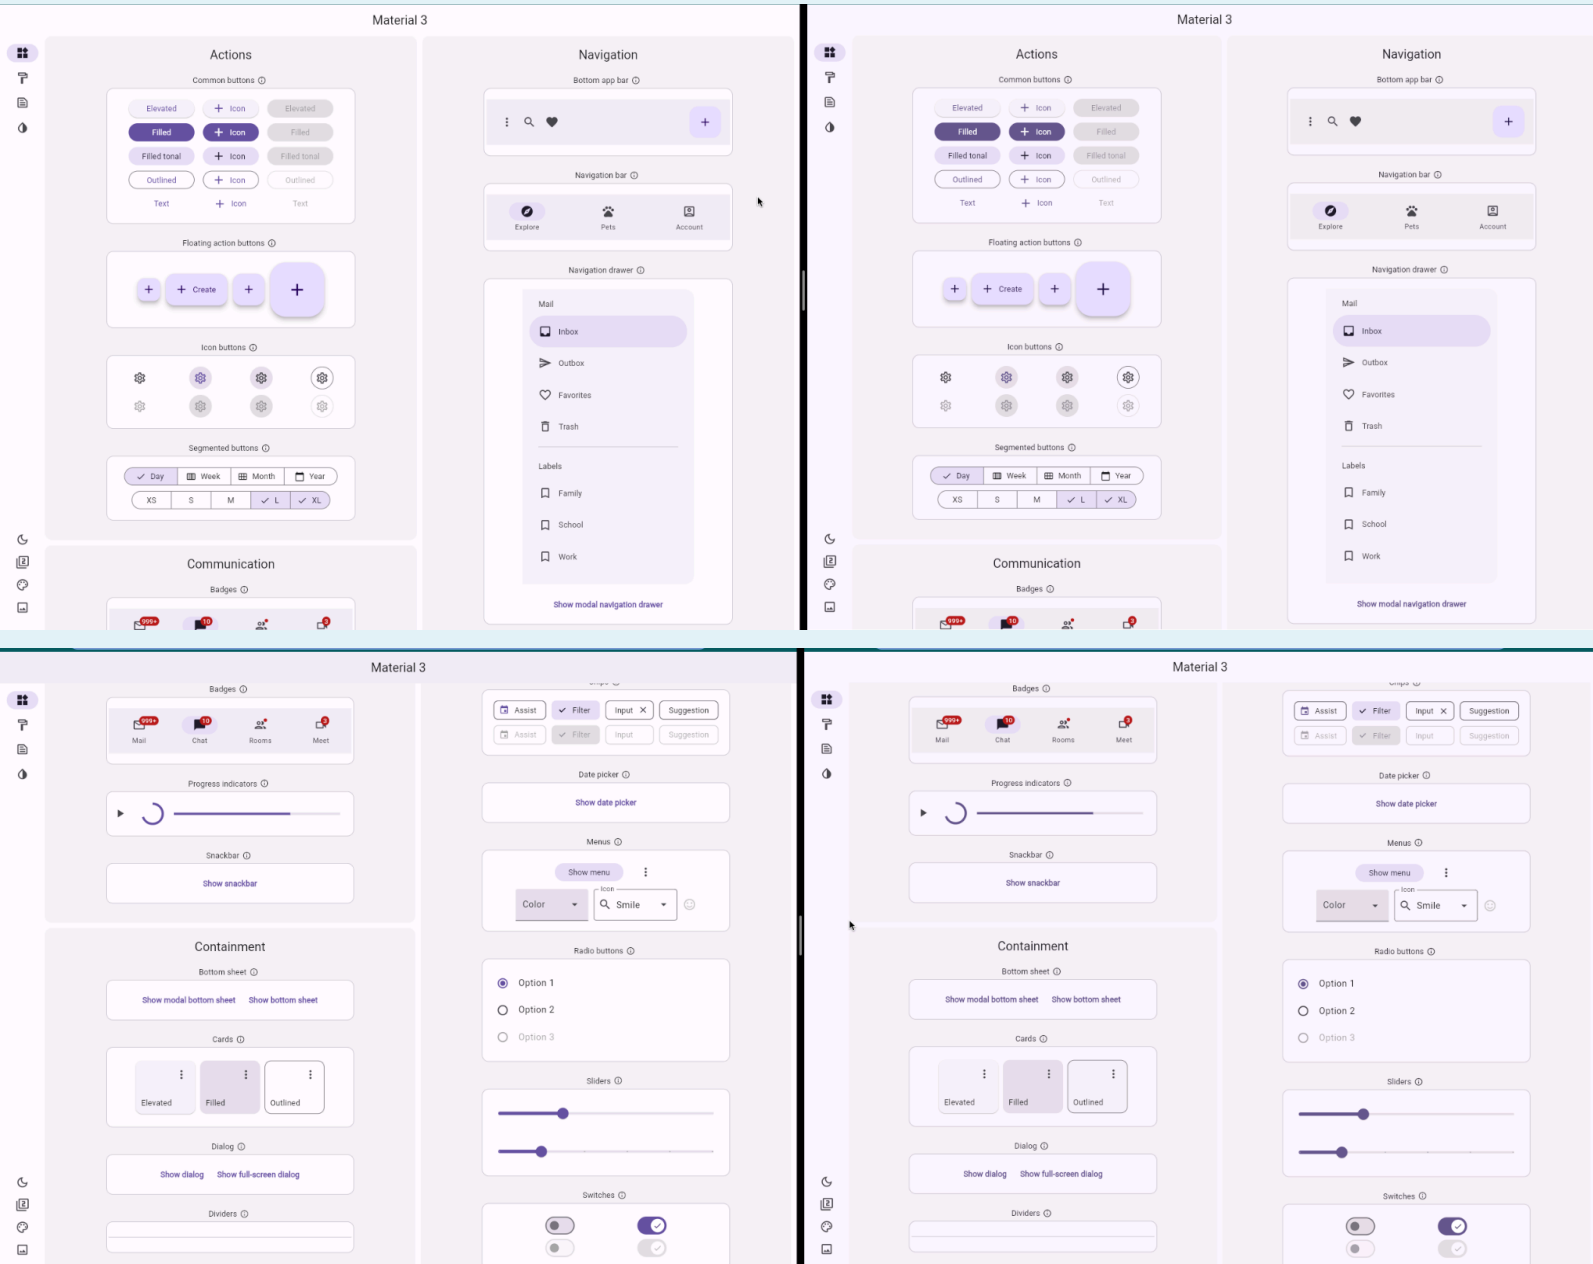 Material 3
Actions
Common buttons
Elevated Icon Elevated
Filled Icon Filled
Filled tonal Icon Filled tonal
Outlined Icon Outlined
Text Icon Text
Floating action buttons
Create
Icon buttons
Segmented buttons
Day Week Month Year
XS S M L XL
Communication
Badges
999+ 10 3
Navigation
Bottom app bar
Navigation bar
Explore Pets Account
Navigation drawer
Mail
Inbox
Outbox
Favorites
Trash
Labels
Family
School
Work
Show modal navigation drawer
Material 3
Actions
Common buttons
Elevated Icon Elevated
Filled Icon Filled
Filled tonal Icon Filled tonal
Outlined Icon Outlined
Text Icon Text
Floating action buttons
Create
Icon buttons
Segmented buttons
Day Week Month Year
XS S M L XL
Communication
Badges
999+ 10 3
Navigation
Bottom app bar
Navigation bar
Explore Pets Account
Navigation drawer
Mail
Inbox
Outbox
Favorites
Trash
Labels
Family
School
Work
Show modal navigation drawer
Material 3
Badges
999+ 10 3
Mail Chat Rooms Meet
Progress indicators
Snackbar
Show snackbar
Containment
Bottom sheet
Show modal bottom sheet Show bottom sheet
Cards
Elevated Filled Outlined
Dialog
Show dialog Show full-screen dialog
Dividers
Chips
Assist Filter Input Suggestion
Assist Filter Input Suggestion
Date picker
Show date picker
Menus
Show menu
Icon
Color Smile
Radio buttons
Option 1
Option 2
Option 3
Sliders
Switches
Material 3
Badges
999+ 10 3
Mail Chat Rooms Meet
Progress indicators
Snackbar
Show snackbar
Containment
Bottom sheet
Show modal bottom sheet Show bottom sheet
Cards
Elevated Filled Outlined
Dialog
Show dialog Show full-screen dialog
Dividers
Chips
Assist Filter Input Suggestion
Assist Filter Input Suggestion
Date picker
Show date picker
Menus
Show menu
Icon
Color Smile
Radio buttons
Option 1
Option 2
Option 3
Sliders
Switches